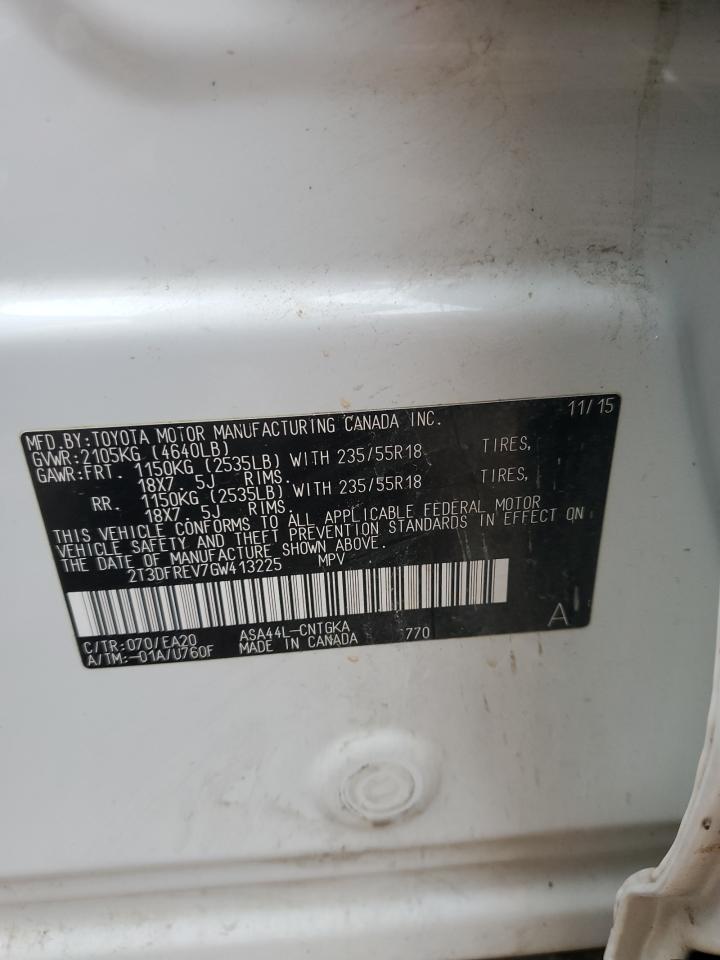 11/15
MFD.BY:TOYOTA MOTOR MANUFACTURING CANADA INC.
GVWR:2105KG (4640LB)
GAWR:FRT. 1150KG (2535LB) WITH 235/55R18 TIRES,
18X7 .5J RIMS.
RR. 1150KG (2535LB) WITH 235/55R18 TIRES,
18X7 .5J RIMS.
THIS VEHICLE CONFORMS TO ALL APPLICABLE FEDERAL MOTOR
VEHICLE SAFETY AND THEFT PREVENTION STANDARDS IN EFFECT ON
THE DATE OF MANUFACTURE SHOWN ABOVE.
2T3DFREV7GW413225 MPV
C/TR:070/EA20 ASA44L-CNTGKA 770 A
A/TM:-01A/U760F MADE IN CANADA